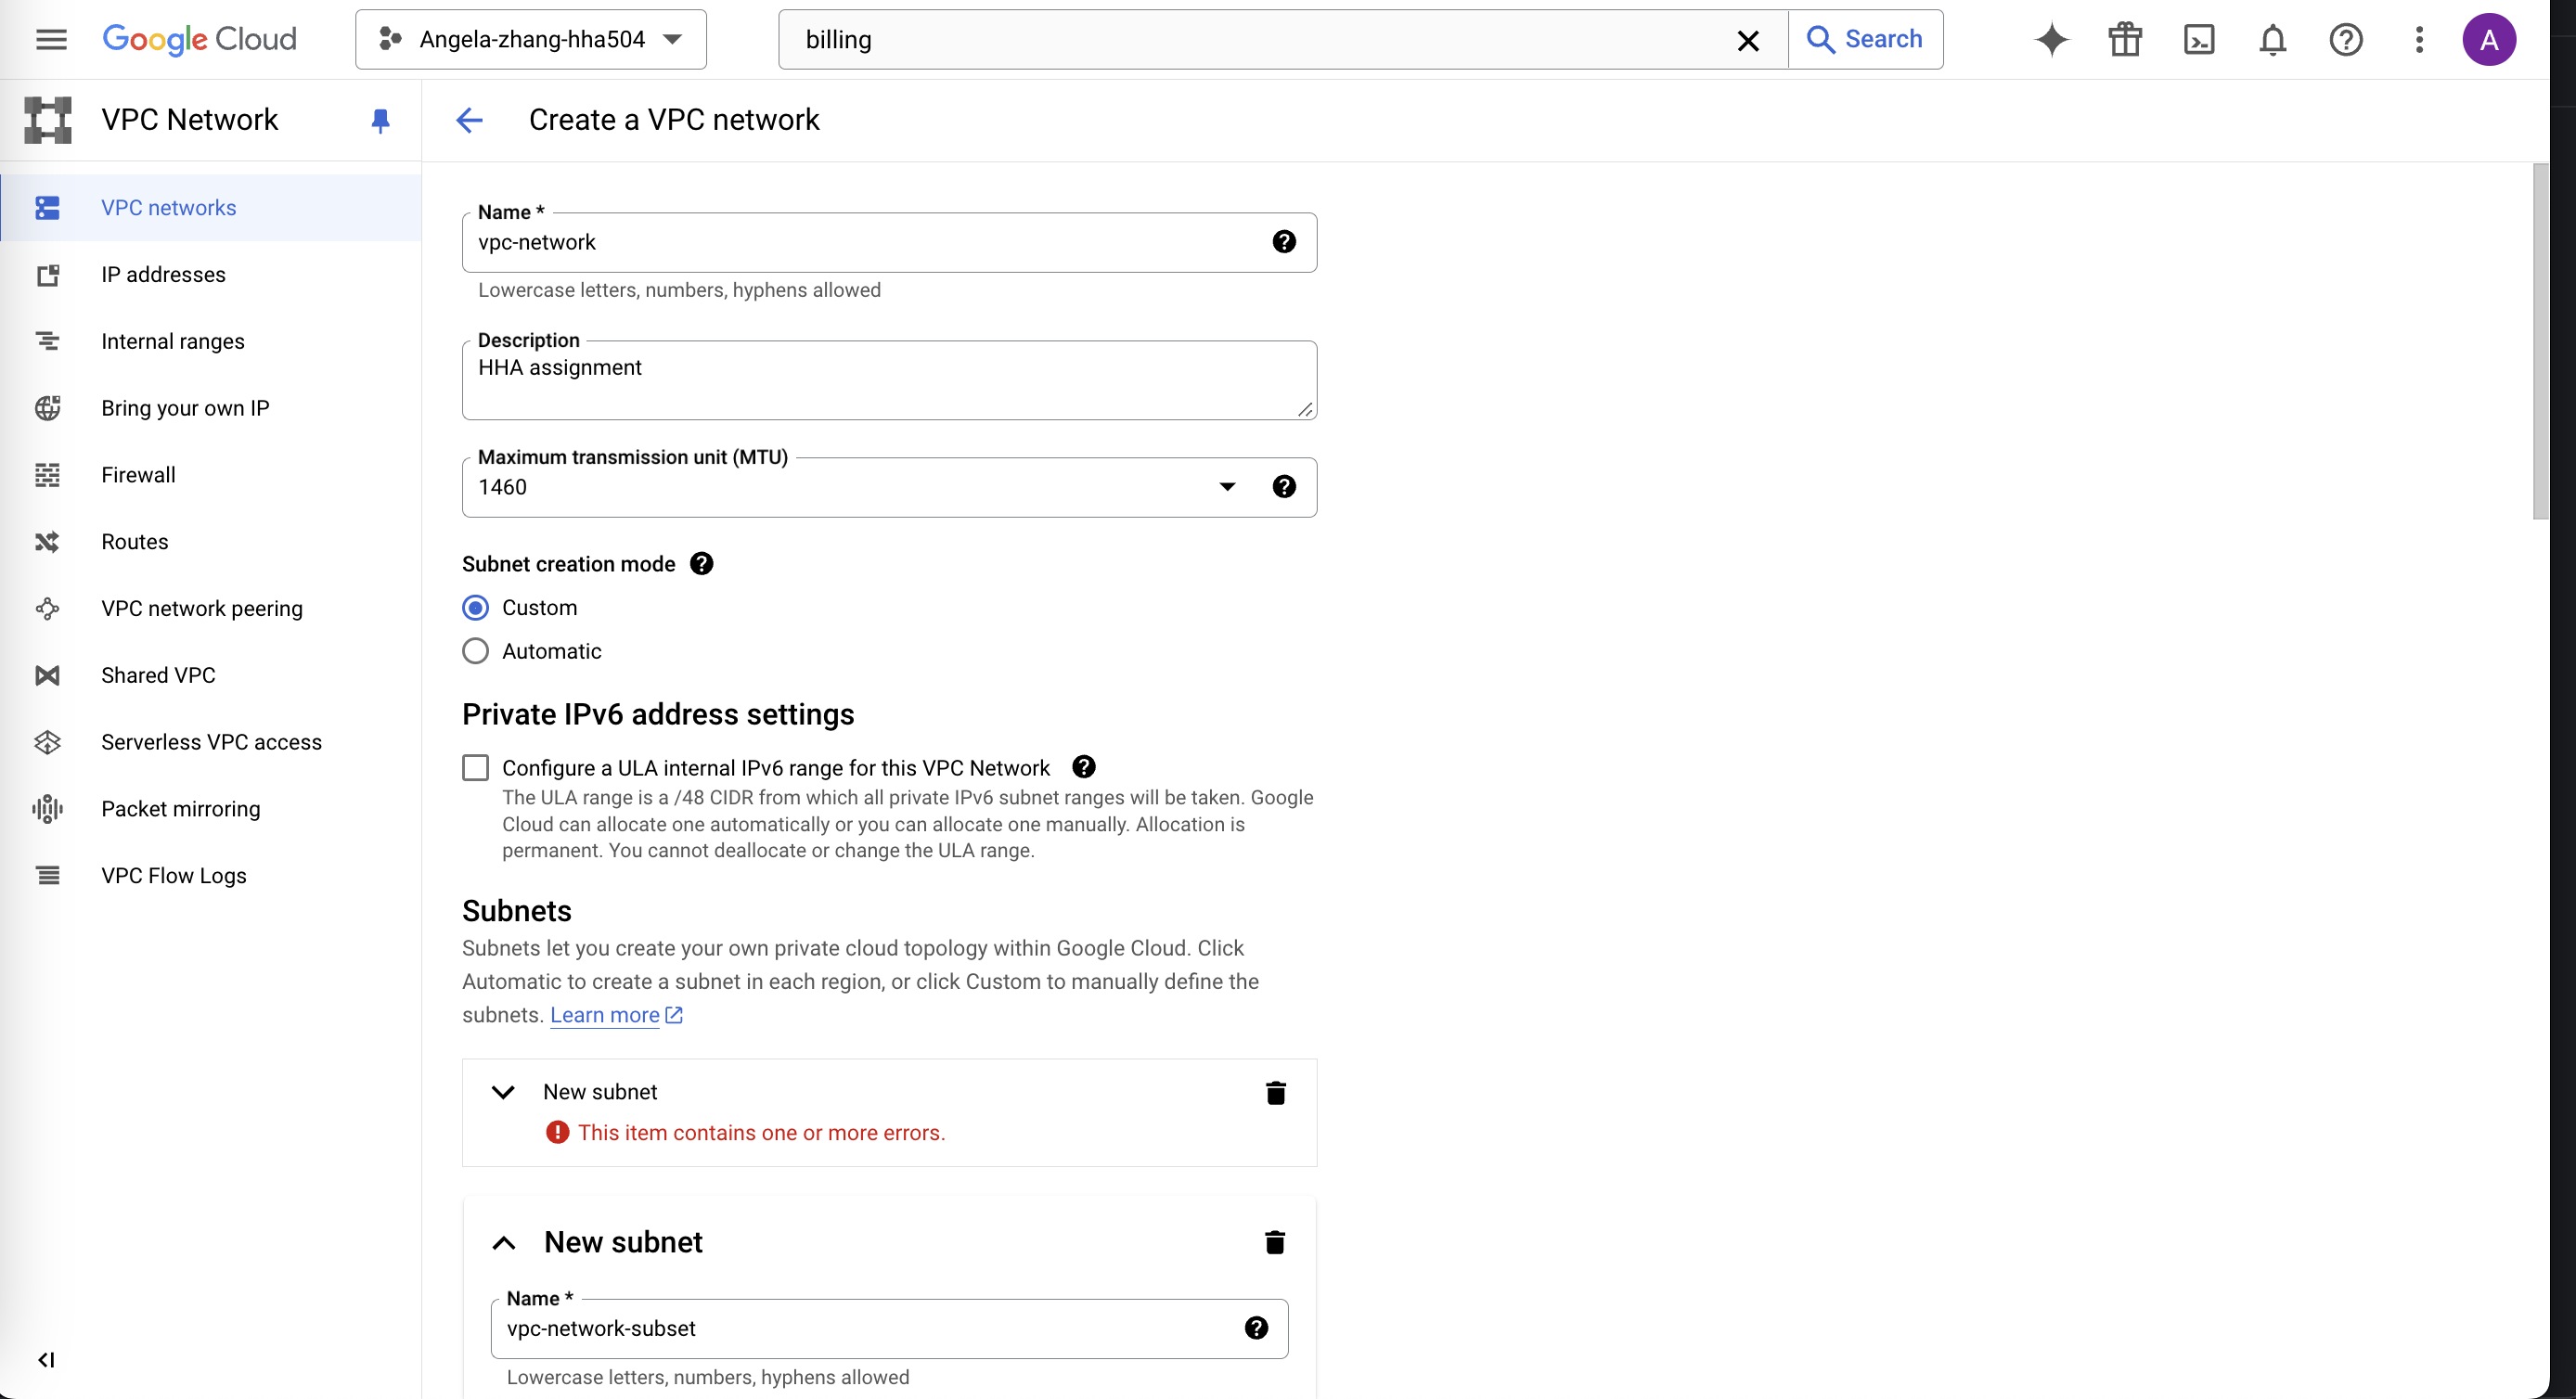 Google Cloud
Angela-zhang-hha504
billing
Search
A
VPC Network
Create a VPC network
VPC networks
IP addresses
Internal ranges
Bring your own IP
Firewall
Routes
VPC network peering
Shared VPC
Serverless VPC access
Packet mirroring
VPC Flow Logs
Name *
vpc-network
Lowercase letters, numbers, hyphens allowed
Description
HHA assignment
Maximum transmission unit (MTU)
1460
Subnet creation mode
Custom
Automatic
Private IPv6 address settings
Configure a ULA internal IPv6 range for this VPC Network
The ULA range is a /48 CIDR from which all private IPv6 subnet ranges will be taken. Google
Cloud can allocate one automatically or you can allocate one manually. Allocation is
permanent. You cannot deallocate or change the ULA range.
Subnets
Subnets let you create your own private cloud topology within Google Cloud. Click
Automatic to create a subnet in each region, or click Custom to manually define the
subnets. Learn more
New subnet
This item contains one or more errors.
New subnet
Name *
vpc-network-subset
Lowercase letters, numbers, hyphens allowed